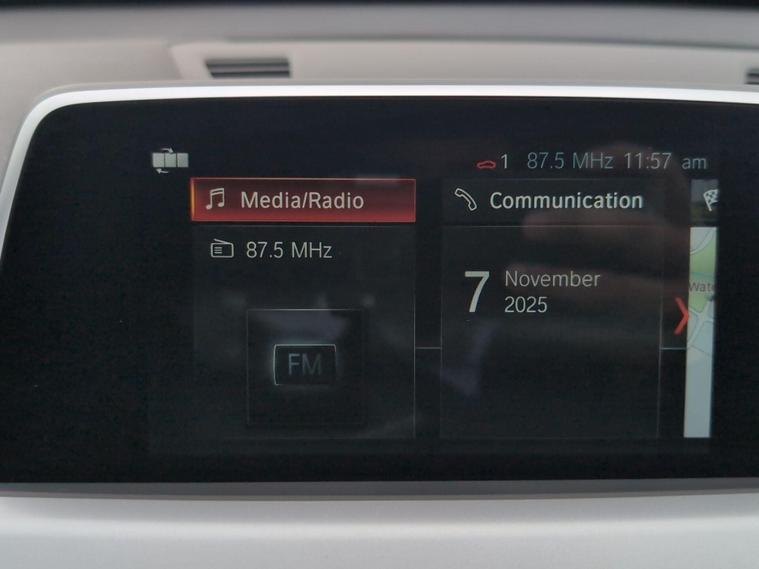 1 87.5 MHz 11:57 am
Media/Radio
Communication
87.5 MHz
7 November
2025
FM